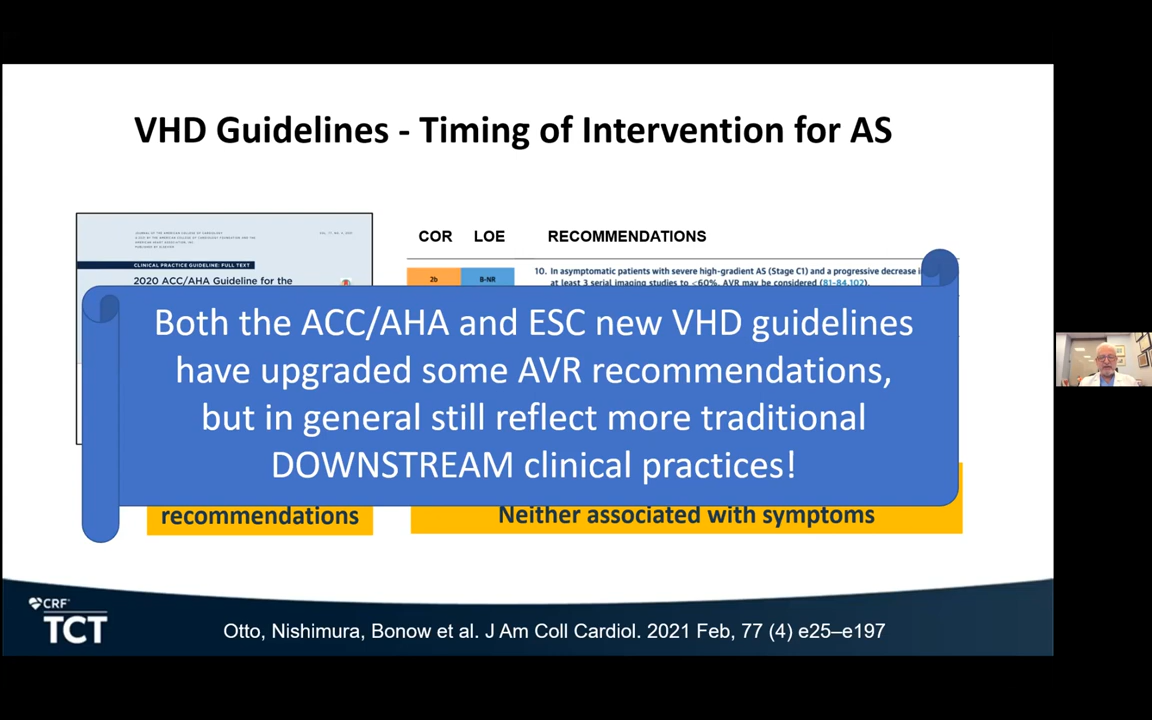 VHD Guidelines - Timing of Intervention for AS
JOURNAL OF THE AMERICAN COLLEGE OF CARDIOLOGY
CLINICAL PRACTICE GUIDELINE: FULL TEXT
2020 ACC/AHA Guideline for the
COR LOE RECOMMENDATIONS
2b B-NR 10. In asymptomatic patients with severe high-gradient AS (Stage C1) and a progressive decrease
at least 3 serial imaging studies to <60%, AVR may be considered (81-84,102).
Both the ACC/AHA and ESC new VHD guidelines
have upgraded some AVR recommendations,
but in general still reflect more traditional
DOWNSTREAM clinical practices!
recommendations
Neither associated with symptoms
CRF
TCT
Otto, Nishimura, Bonow et al. J Am Coll Cardiol. 2021 Feb, 77 (4) e25–e197